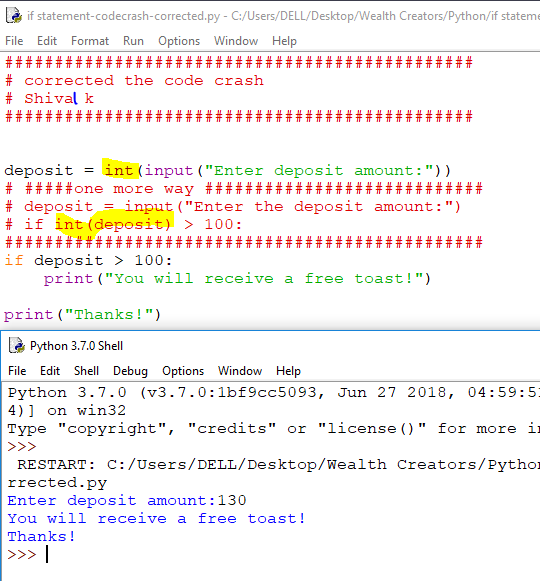 if statement-codecrash-corrected.py - C:/Users/DELL/Desktop/Wealth Creators/Python/if statem
File Edit Format Run Options Window Help
###############################################
# corrected the code crash
# Shival k
###############################################
deposit = int(input("Enter deposit amount:"))
# #####one more way ############################
# deposit = input("Enter the deposit amount:")
# if int(deposit) > 100:
################################################
if deposit > 100:
    print("You will receive a free toast!")
print("Thanks!")
Python 3.7.0 Shell
File Edit Shell Debug Options Window Help
Python 3.7.0 (v3.7.0:1bf9cc5093, Jun 27 2018, 04:59:51
4)] on win32
Type "copyright", "credits" or "license()" for more in
>>>
 RESTART: C:/Users/DELL/Desktop/Wealth Creators/Python
rrected.py
Enter deposit amount:130
You will receive a free toast!
Thanks!
>>>